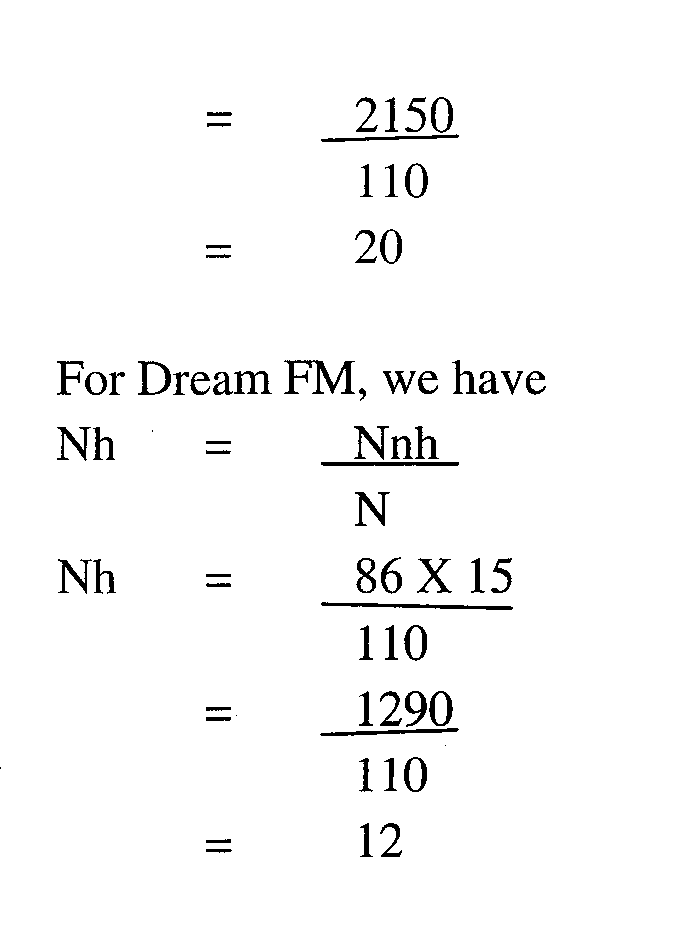 = 2150
110
= 20
For Dream FM, we have
Nh = Nnh
N
Nh = 86 X 15
110
= 1290
110
= 12